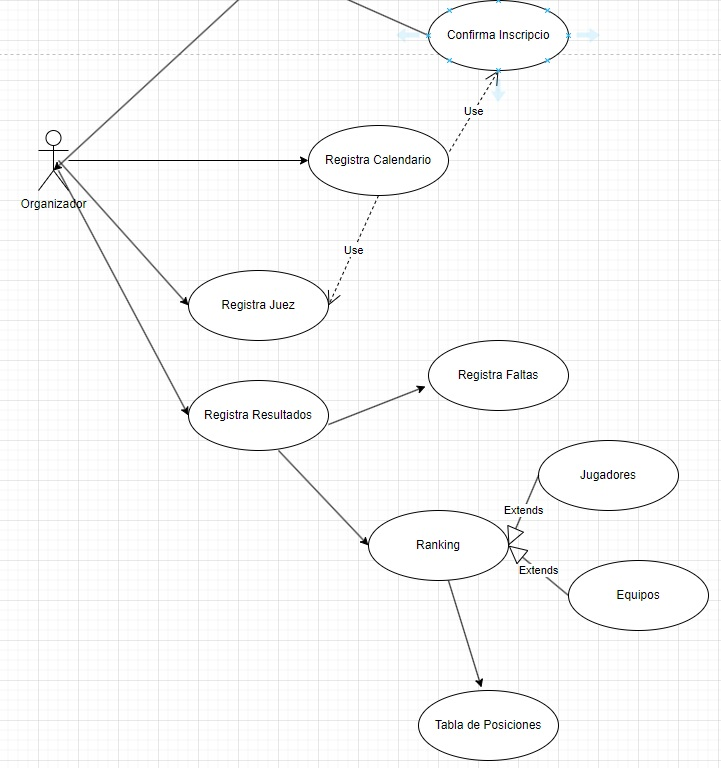 Confirma Inscripcio
Use
Registra Calendario
Organizador
Use
Registra Juez
Registra Faltas
Registra Resultados
Jugadores
Extends
Ranking
Extends
Equipos
Tabla de Posiciones